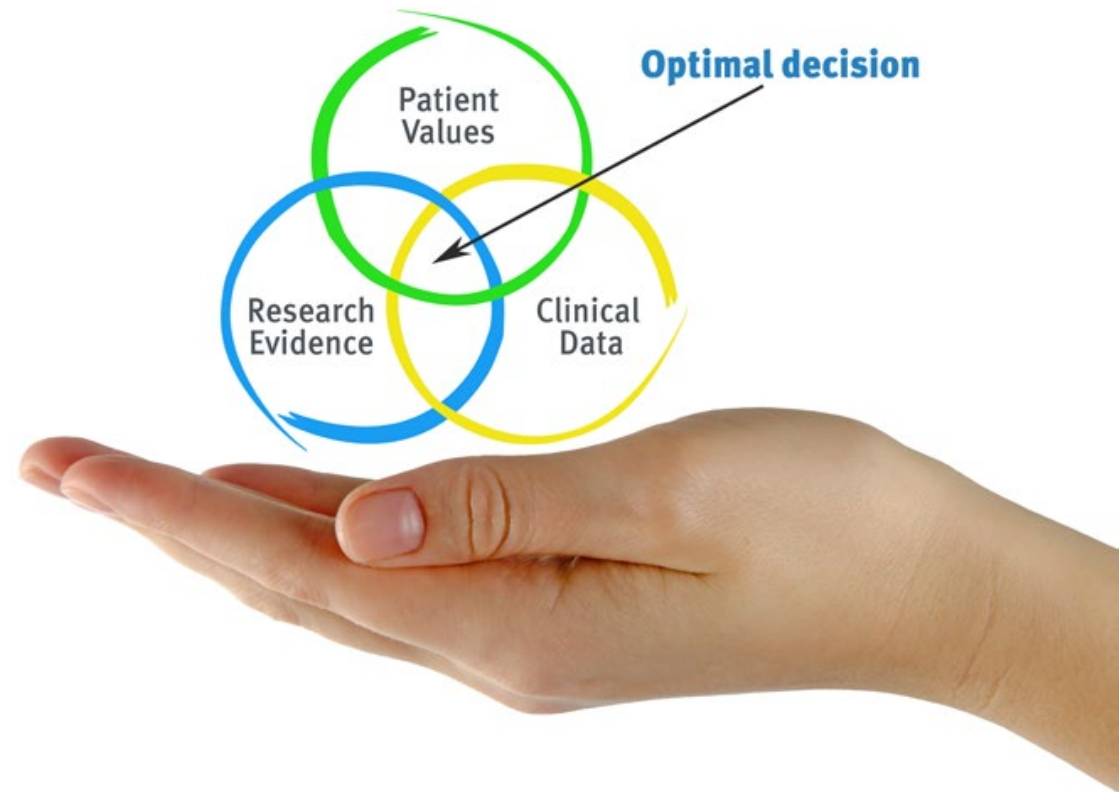 Optimal decision
Patient
Values
Research
Evidence
Clinical
Data